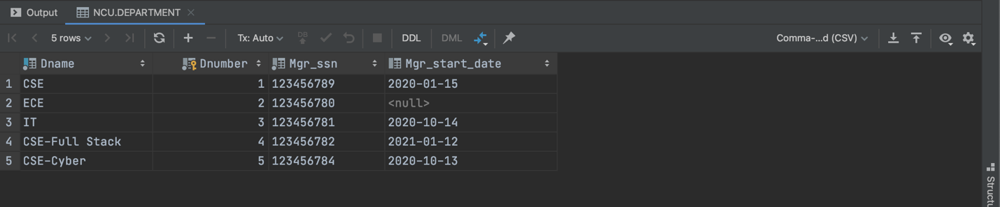 Output NCU.DEPARTMENT
5 rows Tx: Auto DB DDL DML Comma-...d (CSV)
Dname Dnumber Mgr_ssn Mgr_start_date
1 CSE 1 123456789 2020-01-15
2 ECE 2 123456780 <null>
3 IT 3 123456781 2020-10-14
4 CSE-Full Stack 4 123456782 2021-01-12
5 CSE-Cyber 5 123456784 2020-10-13